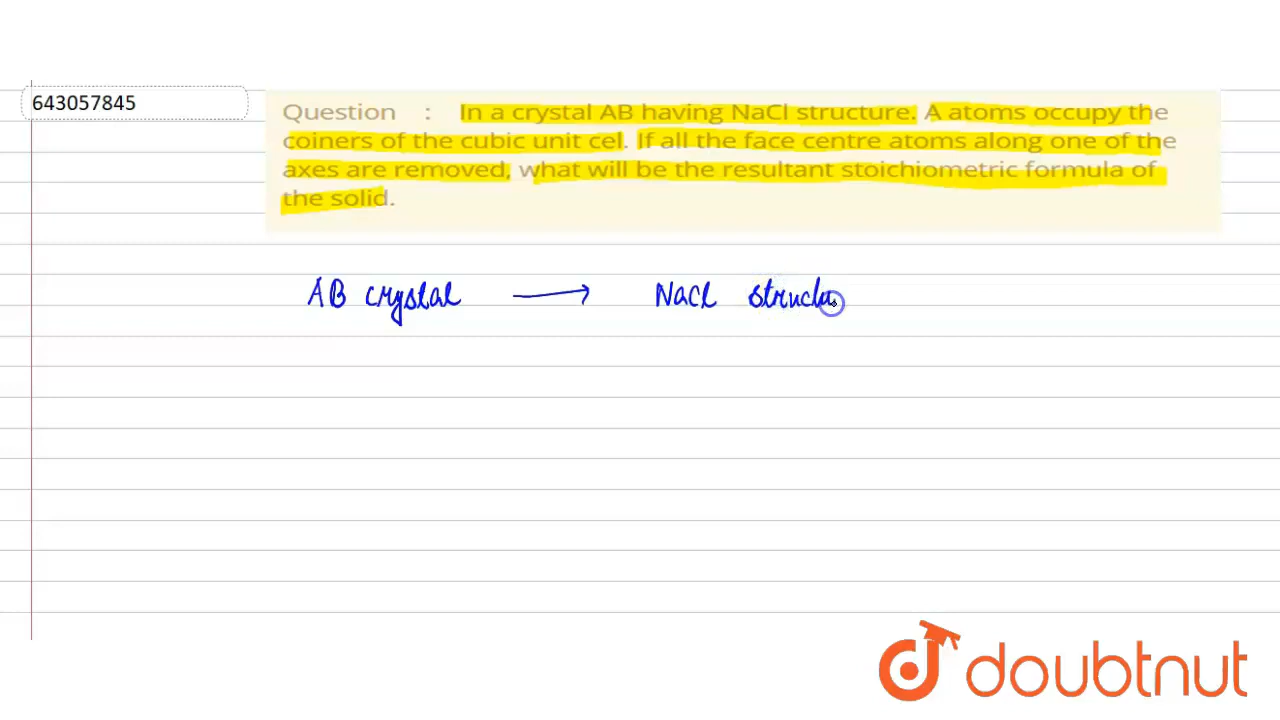 643057845
Question : In a crystal AB having NaCl structure. A atoms occupy the
coiners of the cubic unit cel. If all the face centre atoms along one of the
axes are removed, what will be the resultant stoichiometric formula of
the solid.
AB crystal → NaCl structu
doubtnut